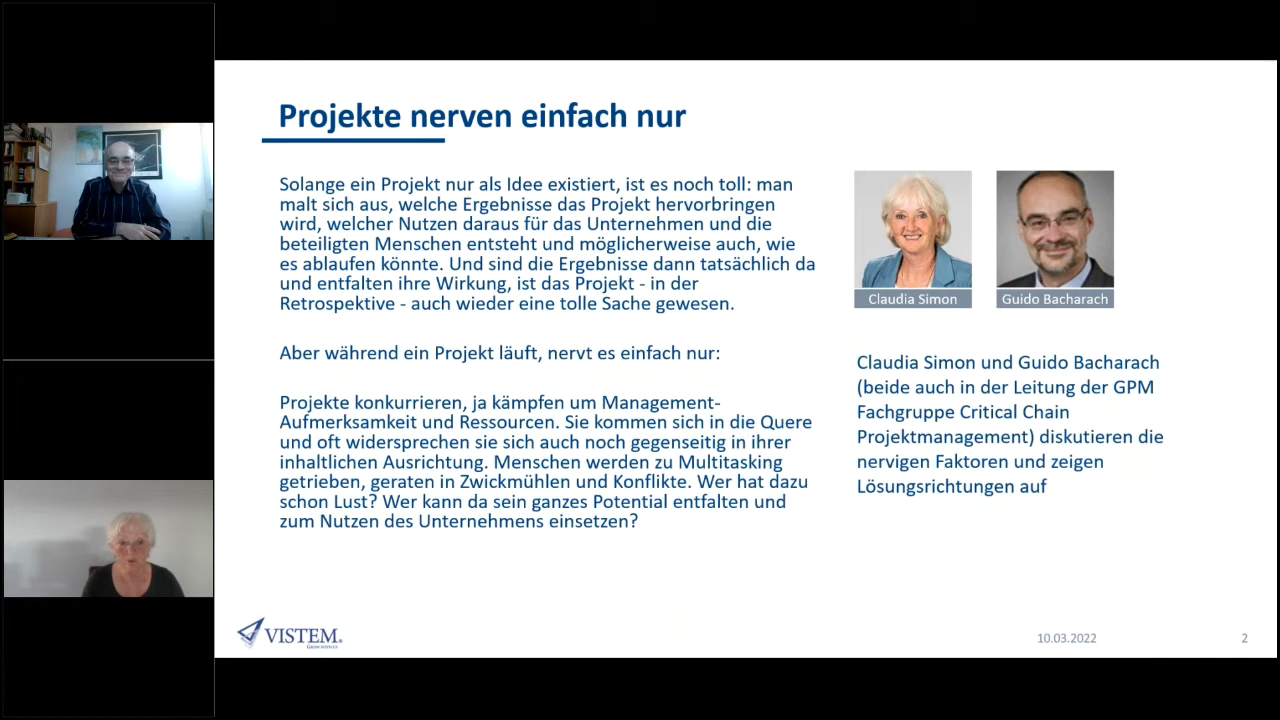 Projekte nerven einfach nur
Solange ein Projekt nur als Idee existiert, ist es noch toll: man
malt sich aus, welche Ergebnisse das Projekt hervorbringen
wird, welcher Nutzen daraus für das Unternehmen und die
beteiligten Menschen entsteht und möglicherweise auch, wie
es ablaufen könnte. Und sind die Ergebnisse dann tatsächlich da
und entfalten ihre Wirkung, ist das Projekt - in der
Retrospektive - auch wieder eine tolle Sache gewesen.
Aber während ein Projekt läuft, nervt es einfach nur:
Projekte konkurrieren, ja kämpfen um Management-
Aufmerksamkeit und Ressourcen. Sie kommen sich in die Quere
und oft widersprechen sie sich auch noch gegenseitig in ihrer
inhaltlichen Ausrichtung. Menschen werden zu Multitasking
getrieben, geraten in Zwickmühlen und Konflikte. Wer hat dazu
schon Lust? Wer kann da sein ganzes Potential entfalten und
zum Nutzen des Unternehmens einsetzen?
Claudia Simon
Guido Bacharach
Claudia Simon und Guido Bacharach
(beide auch in der Leitung der GPM
Fachgruppe Critical Chain
Projektmanagement) diskutieren die
nervigen Faktoren und zeigen
Lösungsrichtungen auf
VISTEM®
10.03.2022
2